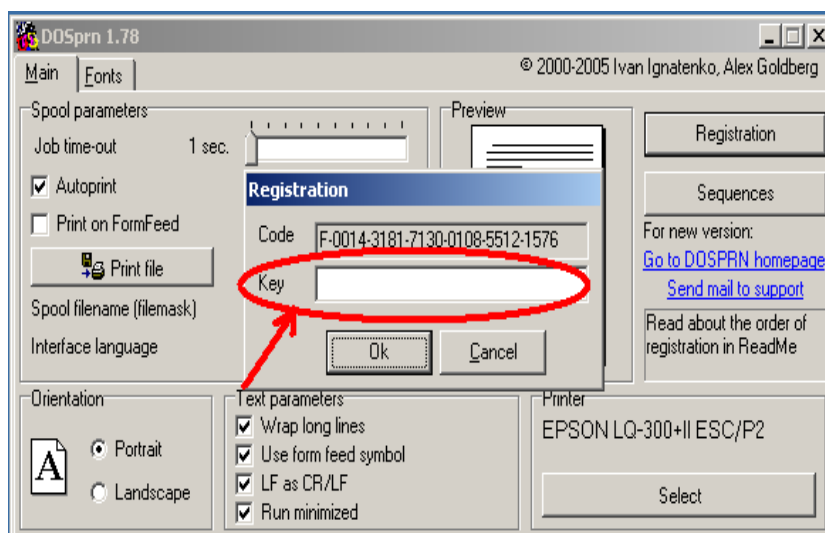 DOSprn 1.78
Main
Fonts
© 2000-2005 Ivan Ignatenko, Alex Goldberg
Spool parameters
Job time-out 1 sec.
Autoprint
Print on FormFeed
Print file
Spool filename (filemask)
Interface language
Preview
Registration
Code F-0014-3181-7130-0108-5512-1576
Key
Ok
Cancel
Registration
Sequences
For new version:
Go to DOSPRN homepage
Send mail to support
Read about the order of
registration in ReadMe
Orientation
A
Portrait
Landscape
Text parameters
Wrap long lines
Use form feed symbol
LF as CR/LF
Run minimized
Printer
EPSON LQ-300+II ESC/P2
Select